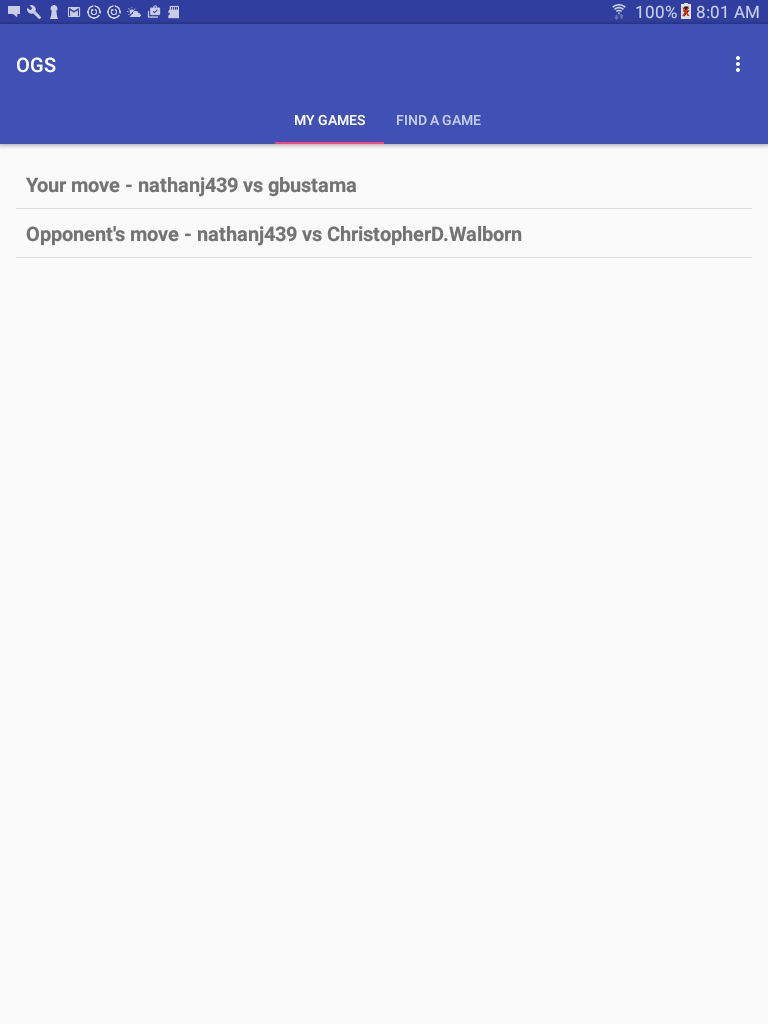 100% 8:01 AM
OGS
MY GAMES FIND A GAME
Your move - nathanj439 vs gbustama
Opponent's move - nathanj439 vs ChristopherD.Walborn